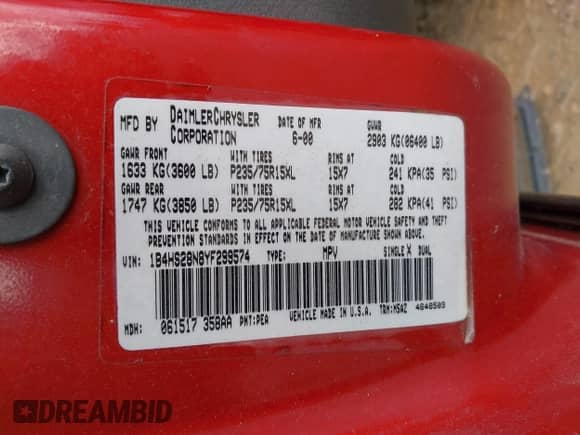 MFD BY DAIMLERCHRYSLER CORPORATION DATE OF MFR 6-00 GVWR 2903 KG(06400 LB)
GAWR FRONT WITH TIRES RIMS AT COLD
1633 KG(3600 LB) P235/75R15XL 15X7 241 KPA(35 PSI)
GAWR REAR WITH TIRES RIMS AT COLD
1747 KG(3850 LB) P235/75R15XL 15X7 282 KPA(41 PSI)
THIS VEHICLE CONFORMS TO ALL APPLICABLE FEDERAL MOTOR VEHICLE SAFETY AND THEFT
PREVENTION STANDARDS IN EFFECT ON THE DATE OF MANUFACTURE SHOWN ABOVE.
VIN: 1B4HS28N8YF299574 TYPE: MPV SINGLE X DUAL
MDH: 061517 358AA PNT:PEA VEHICLE MADE IN U.S.A. TRM:M5AZ 4648503
DREAMBID